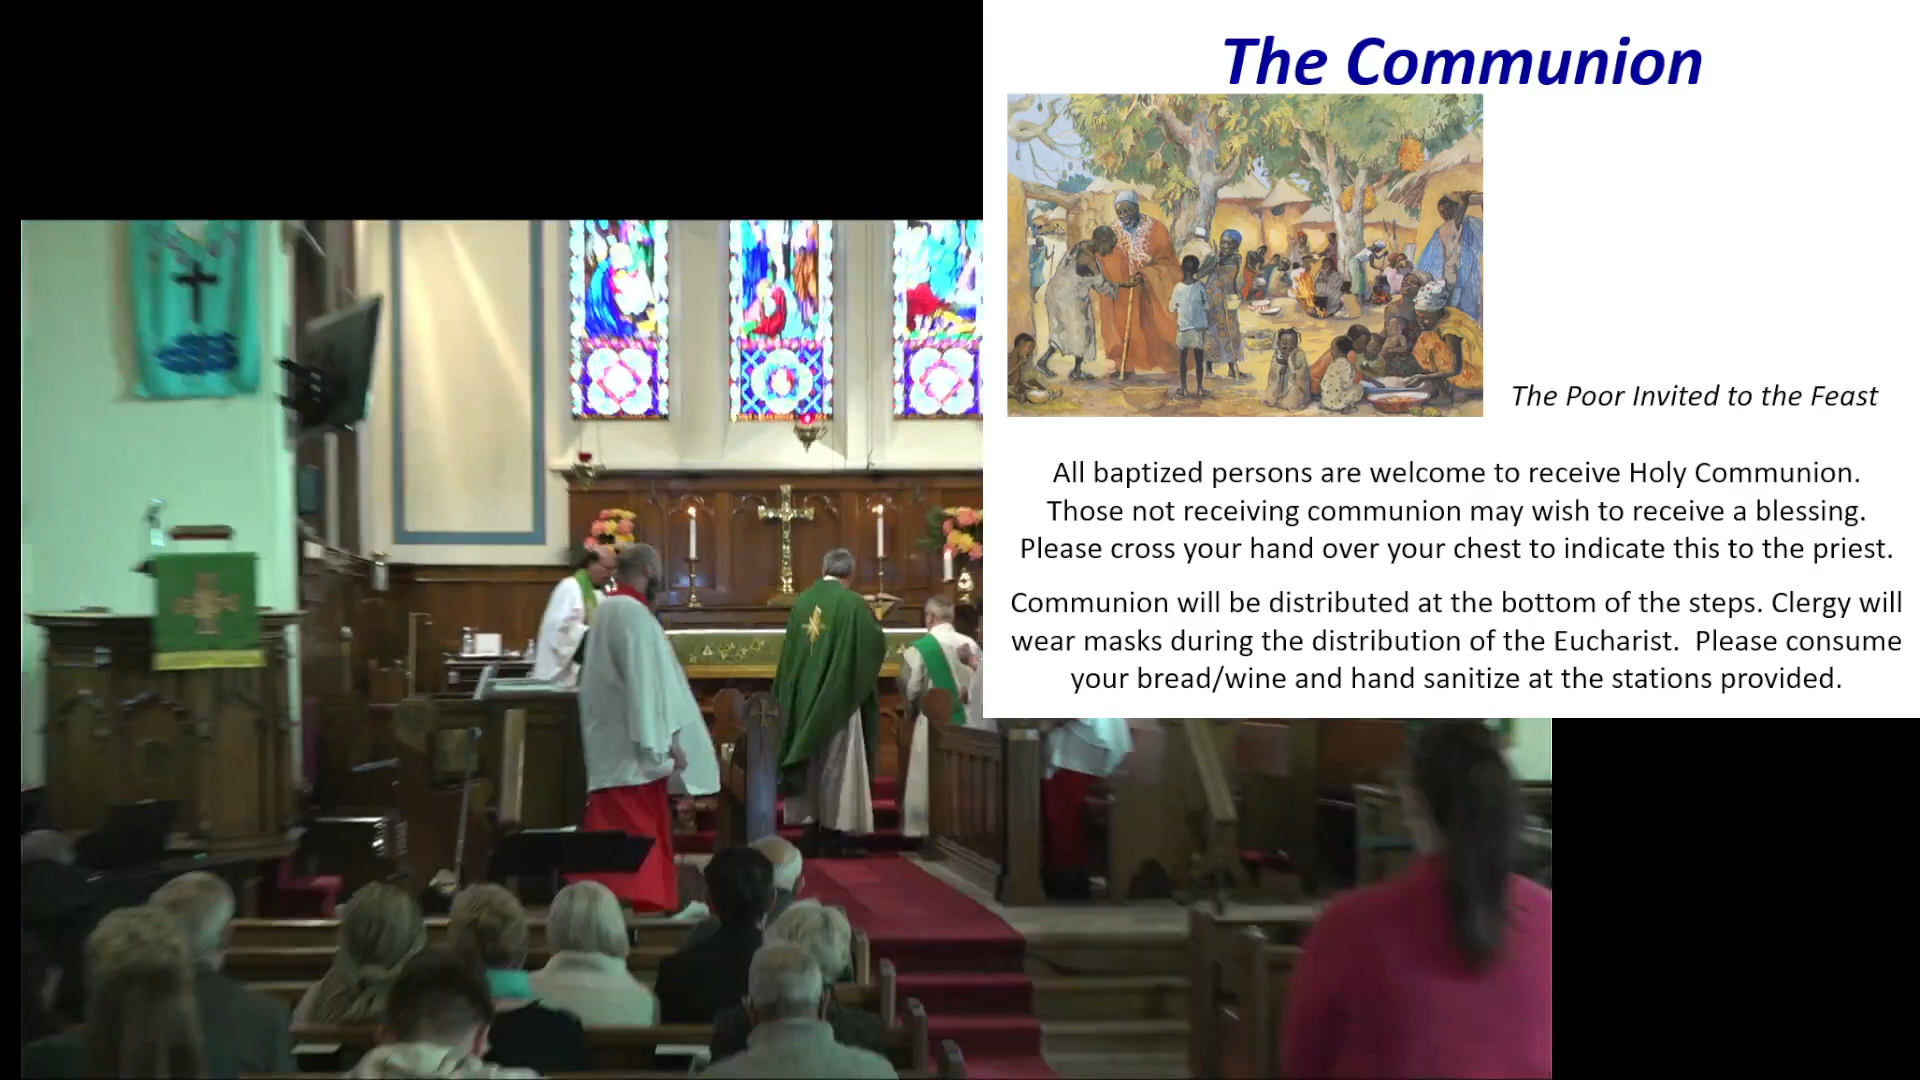 The Communion
The Poor Invited to the Feast
All baptized persons are welcome to receive Holy Communion.
Those not receiving communion may wish to receive a blessing.
Please cross your hand over your chest to indicate this to the priest.
Communion will be distributed at the bottom of the steps. Clergy will
wear masks during the distribution of the Eucharist.  Please consume
your bread/wine and hand sanitize at the stations provided.